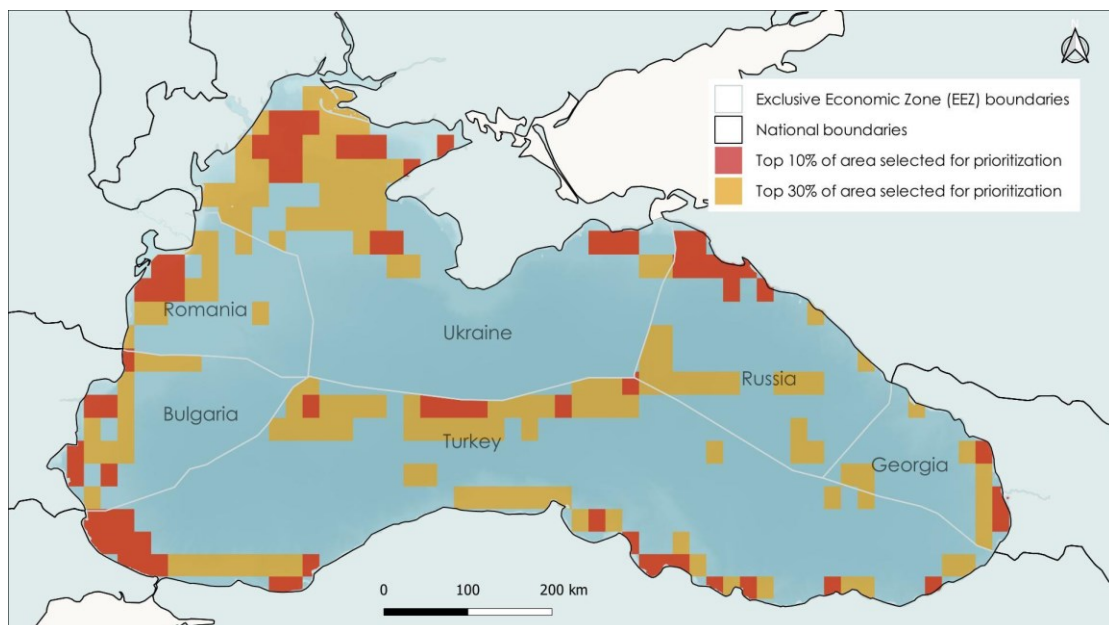 N
Exclusive Economic Zone (EEZ) boundaries
National boundaries
Top 10% of area selected for prioritization
Top 30% of area selected for prioritization
Romania
Ukraine
Russia
Bulgaria
Turkey
Georgia
0 100 200 km